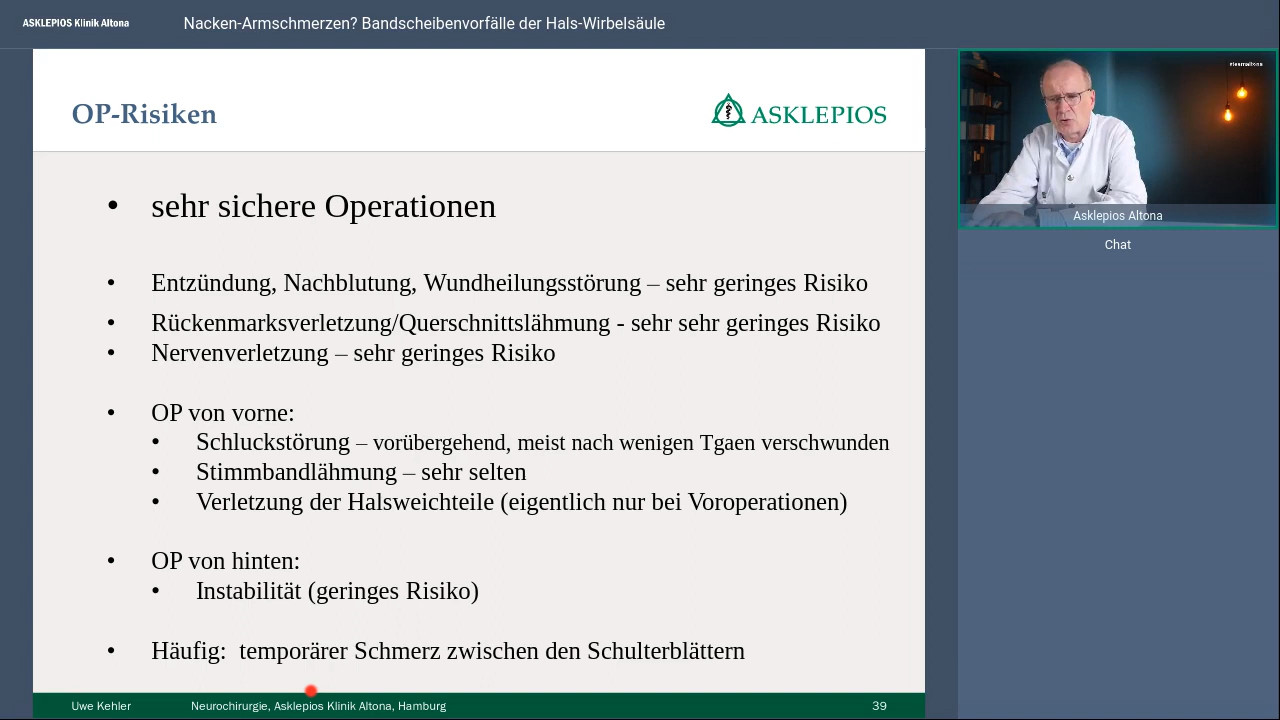 ASKLEPIOS Klinik Altona
Nacken-Armschmerzen? Bandscheibenvorfälle der Hals-Wirbelsäule
OP-Risiken
ASKLEPIOS
• sehr sichere Operationen
• Entzündung, Nachblutung, Wundheilungsstörung – sehr geringes Risiko
• Rückenmarksverletzung/Querschnittslähmung - sehr sehr geringes Risiko
• Nervenverletzung – sehr geringes Risiko
• OP von vorne:
• Schluckstörung – vorübergehend, meist nach wenigen Tgaen verschwunden
• Stimmbandlähmung – sehr selten
• Verletzung der Halsweichteile (eigentlich nur bei Voroperationen)
• OP von hinten:
• Instabilität (geringes Risiko)
• Häufig: temporärer Schmerz zwischen den Schulterblättern
Uwe Kehler
Neurochirurgie, Asklepios Klinik Altona, Hamburg
39
#teamaltona
Asklepios Altona
Chat